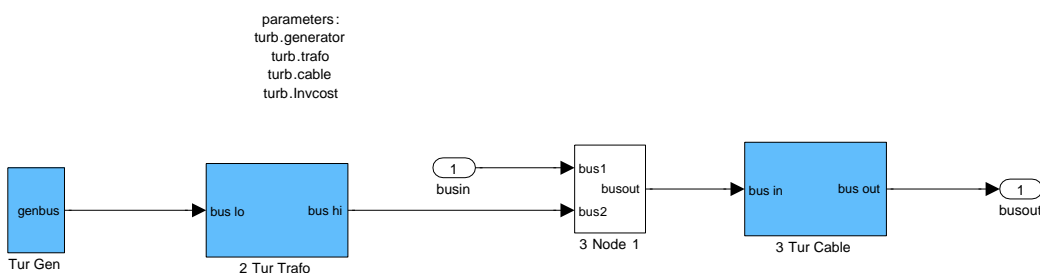 parameters:
turb.generator
turb.trafo
turb.cable
turb.Invcost
1
busin
bus1
busout
bus2
3 Node 1
bus in
bus out
3 Tur Cable
1
busout
genbus
Tur Gen
bus lo
bus hi
2 Tur Trafo